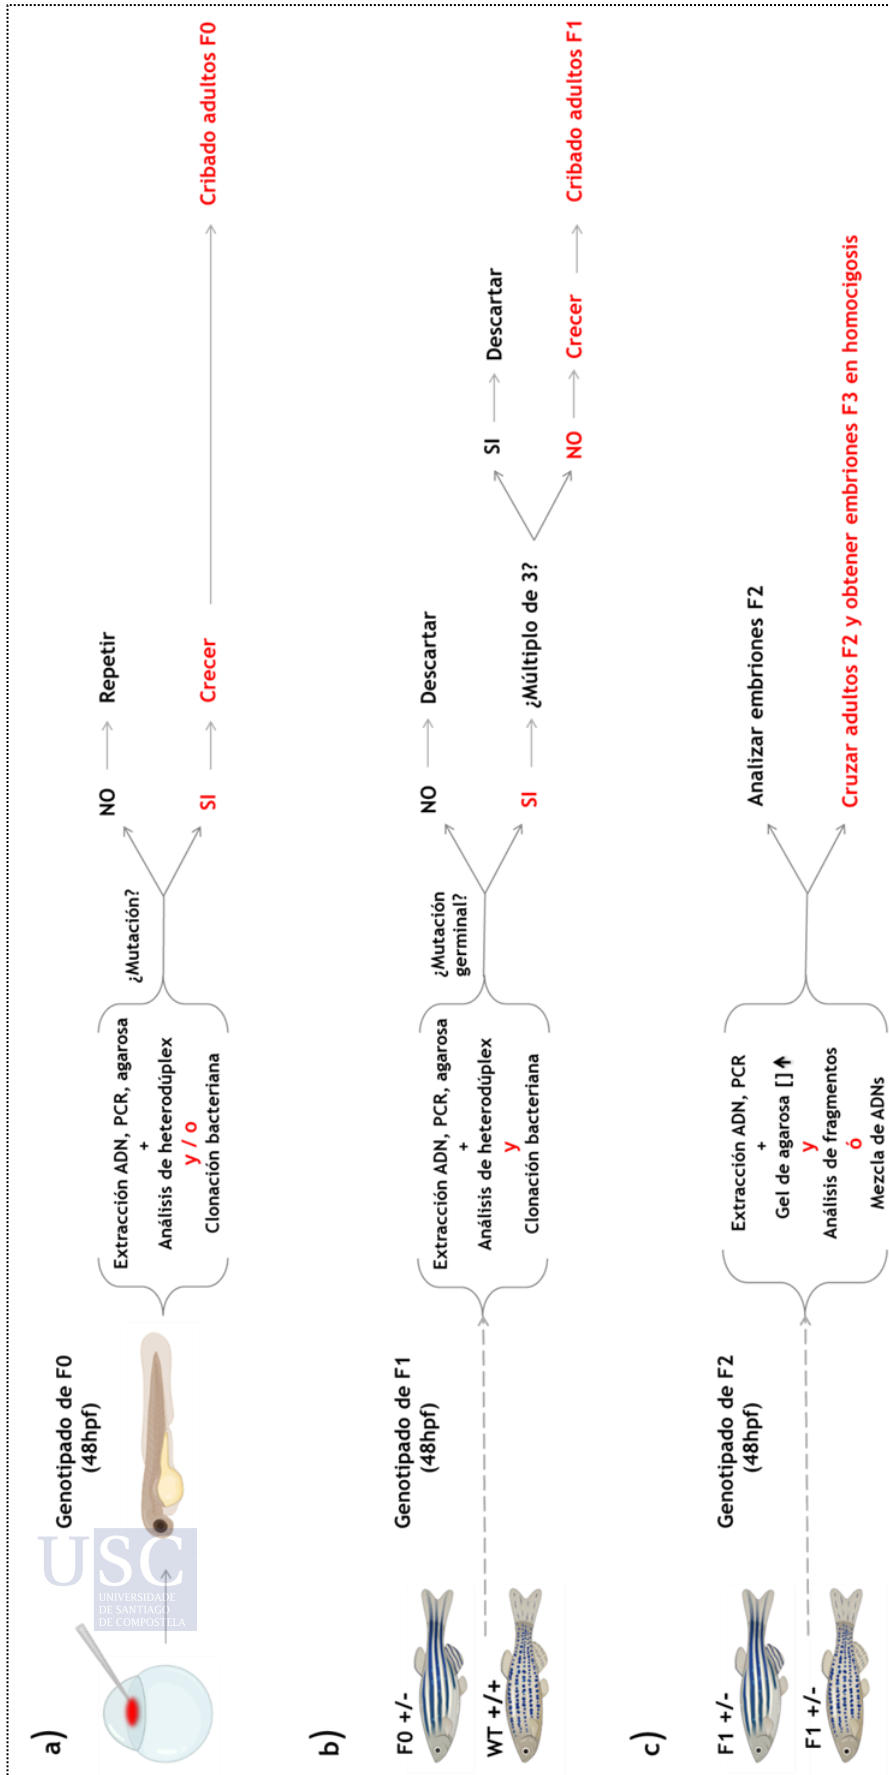 a)
Genotipado de F0
(48hpf)
Extracción ADN, PCR, agarosa
+
Análisis de heterodúplex
y / o
Clonación bacteriana
¿Mutación?
NO
Repetir
SI
Crecer
Cribado adultos F0
USC
UNIVERSIDADE
DE SANTIAGO
DE COMPOSTELA
b)
F0 +/-
WT +/+
Genotipado de F1
(48hpf)
Extracción ADN, PCR, agarosa
+
Análisis de heterodúplex
y
Clonación bacteriana
¿Mutación
germinal?
NO
Descartar
SI
¿Múltiplo de 3?
SI
Descartar
NO
Crecer
Cribado adultos F1
c)
F1 +/-
F1 +/-
Genotipado de F2
(48hpf)
Extracción ADN, PCR
+
Gel de agarosa []↑
y
Análisis de fragmentos
ó
Mezcla de ADNs
Analizar embriones F2
Cruzar adultos F2 y obtener embriones F3 en homocigosis